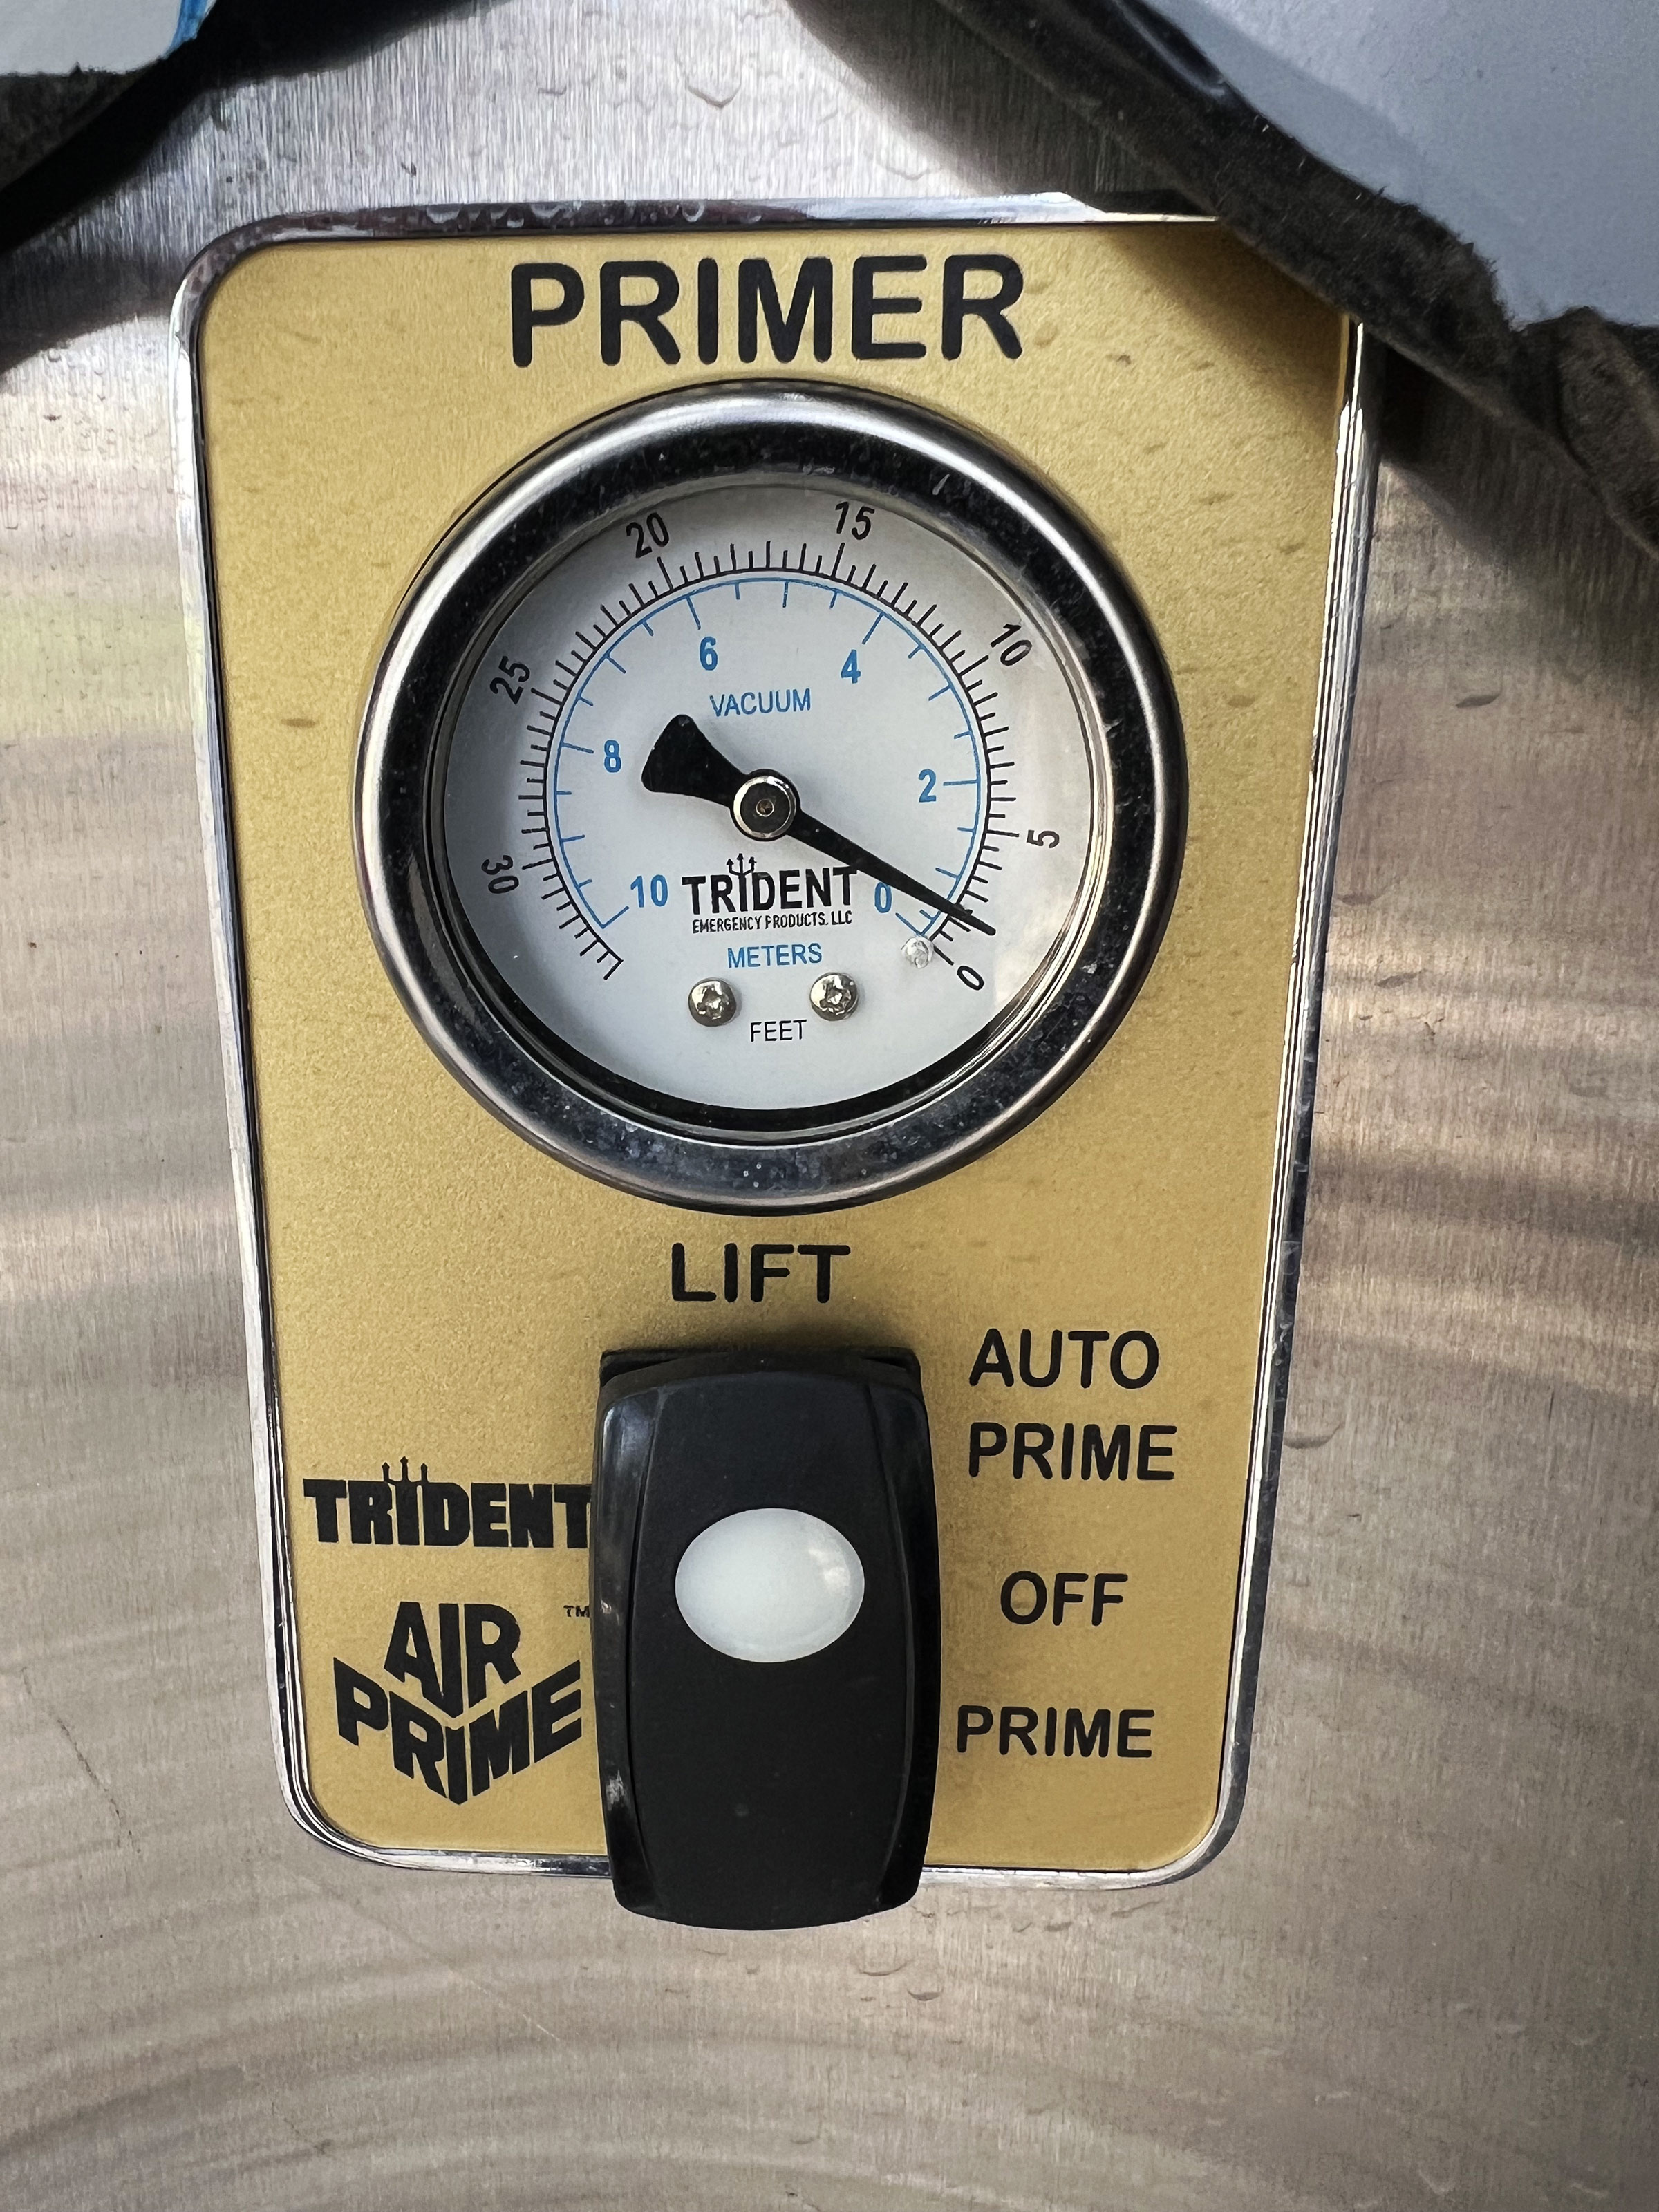 PRIMER
20
15
25
10
6
4
VACUUM
8
2
5
30
10
TRIDENT
0
EMERGENCY PRODUCTS, LLC
METERS
0
FEET
LIFT
AUTO
PRIME
TRIDENT
OFF
AIR
PRIME
TM
PRIME